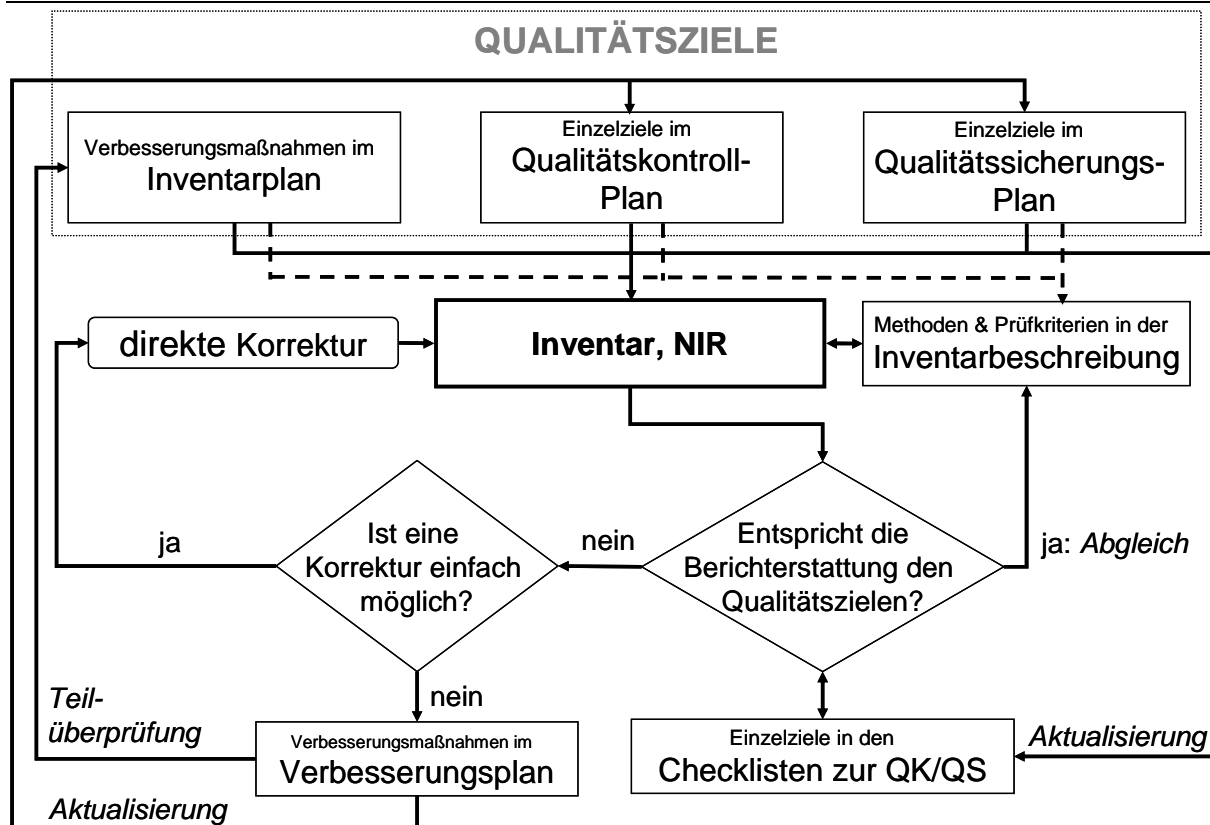 QUALITÄTSZIELE
Verbesserungsmaßnahmen im
Inventarplan
Einzelziele im
Qualitätskontroll-
Plan
Einzelziele im
Qualitätssicherungs-
Plan
direkte Korrektur
Inventar, NIR
Methoden & Prüfkriterien in der
Inventarbeschreibung
ja
Ist eine
Korrektur einfach
möglich?
nein
Entspricht die
Berichterstattung den
Qualitätszielen?
ja: Abgleich
Teil-
überprüfung
nein
Verbesserungsmaßnahmen im
Verbesserungsplan
Einzelziele in den
Checklisten zur QK/QS
Aktualisierung
Aktualisierung